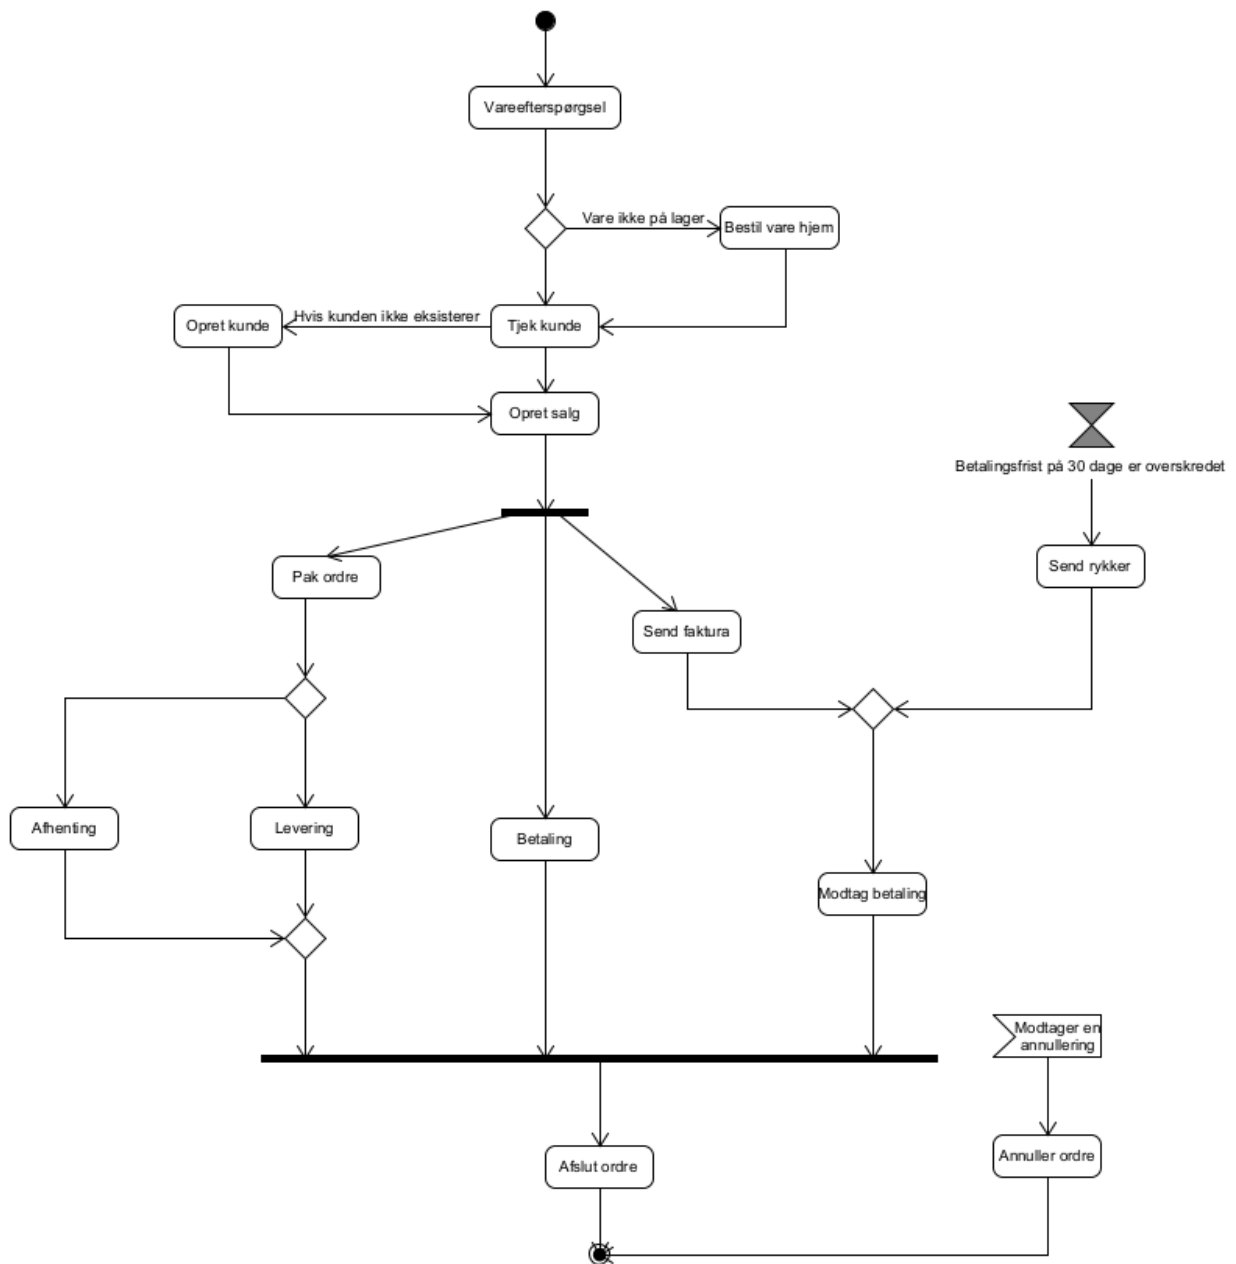 Vareefterspørgsel
Vare ikke på lager
Bestil vare hjem
Opret kunde
Hvis kunden ikke eksisterer
Tjek kunde
Opret salg
Betalingsfrist på 30 dage er overskredet
Pak ordre
Send rykker
Send faktura
Afhenting
Levering
Betaling
Modtag betaling
Modtager en
annullering
Afslut ordre
Annuller ordre